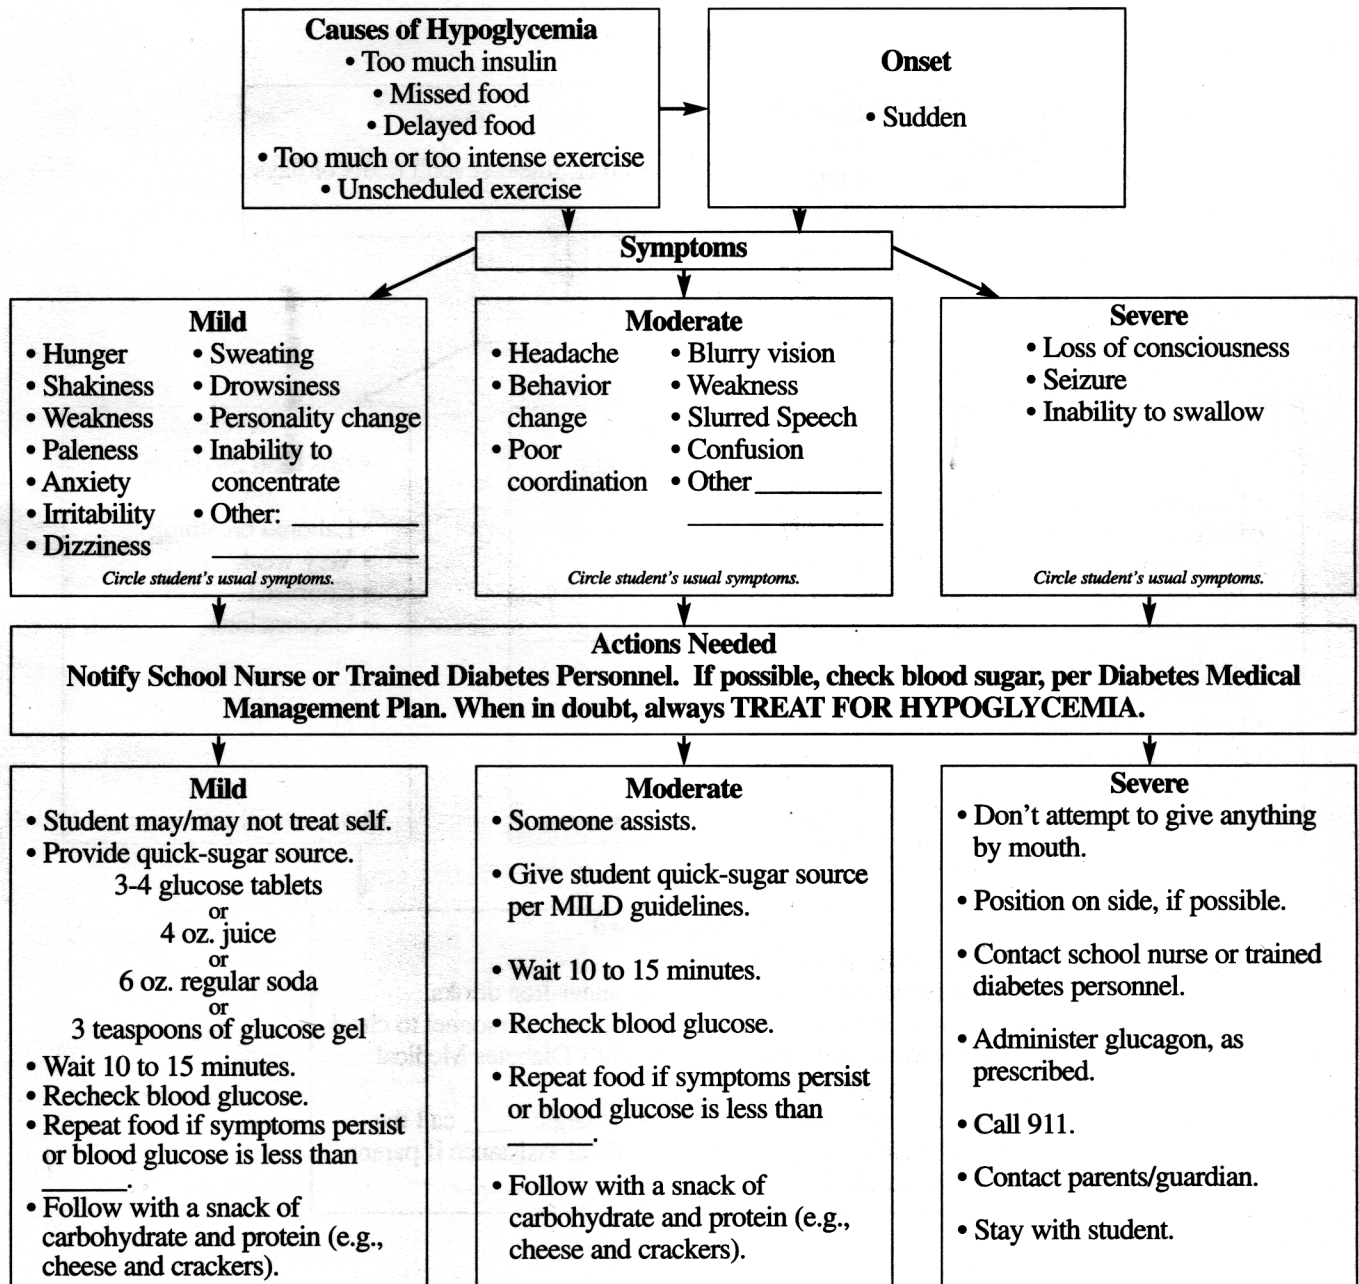 Causes of Hypoglycemia
• Too much insulin
• Missed food
• Delayed food
• Too much or too intense exercise
• Unscheduled exercise
Onset
• Sudden
Symptoms
Mild
• Hunger
• Shakiness
• Weakness
• Paleness
• Anxiety
• Irritability
• Dizziness
• Sweating
• Drowsiness
• Personality change
• Inability to
concentrate
• Other: __________
________________
Circle student's usual symptoms.
Moderate
• Headache
• Behavior
change
• Poor
coordination
• Blurry vision
• Weakness
• Slurred Speech
• Confusion
• Other __________
________________
Circle student's usual symptoms.
Severe
• Loss of consciousness
• Seizure
• Inability to swallow
Circle student's usual symptoms.
Actions Needed
Notify School Nurse or Trained Diabetes Personnel. If possible, check blood sugar, per Diabetes Medical
Management Plan. When in doubt, always TREAT FOR HYPOGLYCEMIA.
Mild
• Student may/may not treat self.
• Provide quick-sugar source.
3-4 glucose tablets
or
4 oz. juice
or
6 oz. regular soda
or
3 teaspoons of glucose gel
• Wait 10 to 15 minutes.
• Recheck blood glucose.
• Repeat food if symptoms persist
or blood glucose is less than
_______.
• Follow with a snack of
carbohydrate and protein (e.g.,
cheese and crackers).
Moderate
• Someone assists.
• Give student quick-sugar source
per MILD guidelines.
• Wait 10 to 15 minutes.
• Recheck blood glucose.
• Repeat food if symptoms persist
or blood glucose is less than
_______.
• Follow with a snack of
carbohydrate and protein (e.g.,
cheese and crackers).
Severe
• Don't attempt to give anything
by mouth.
• Position on side, if possible.
• Contact school nurse or trained
diabetes personnel.
• Administer glucagon, as
prescribed.
• Call 911.
• Contact parents/guardian.
• Stay with student.